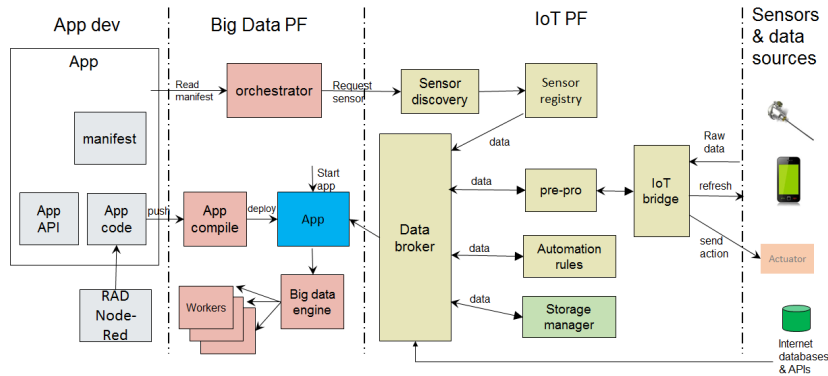 App dev
Big Data PF
IoT PF
Sensors
& data
sources
App
Read
manifest
orchestrator
Request
sensor
Sensor
discovery
Sensor
registry
manifest
data
Raw
data
Start
app
App
API
App
code
push
App
compile
deploy
App
Data
broker
data
pre-pro
IoT
bridge
refresh
data
Automation
rules
send
action
Actuator
RAD
Node-
Red
Workers
Big data
engine
data
Storage
manager
Internet
databases
& APIs